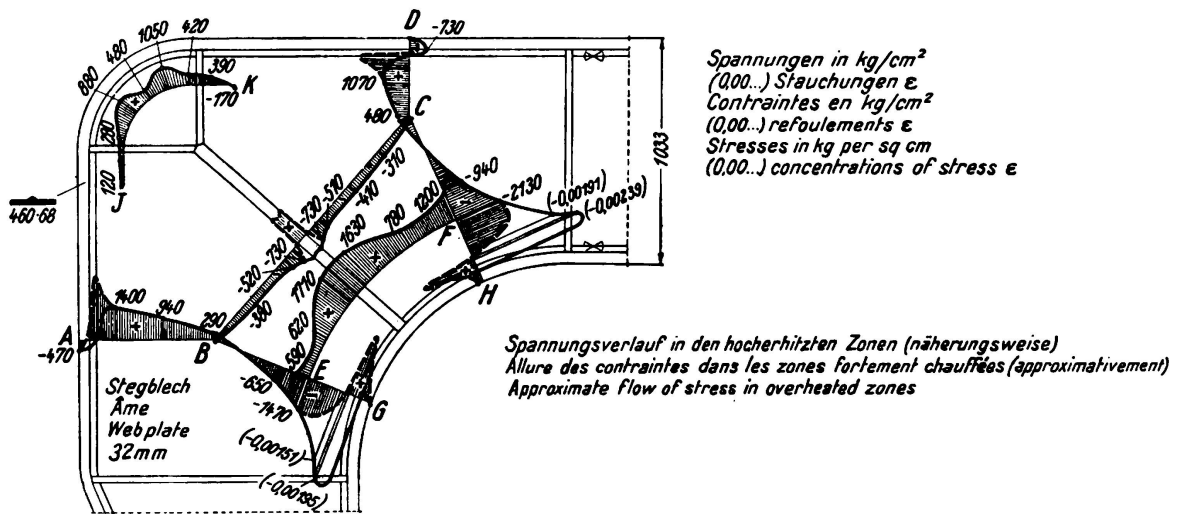 D
-730
1050
420
480
880
390
-170
K
280
120
J
460·68
1070
480
C
1033
Spannungen in kg/cm²
(0,00...) Stauchungen ε
Contraintes en kg/cm²
(0,00...) refoulements ε
Stresses in kg per sq cm
(0,00...) concentrations of stress ε
-310
-410
-510
-730
-940
-2130
(-0,00191)
(-0,00239)
1200
780
1630
F
H
-730
-520
-380
1710
620
590
E
G
1400
940
290
A
-470
B
-650
-1470
(-0,00151)
(-0,00195)
Stegblech
Âme
Web plate
32mm
Spannungsverlauf in den hocherhitzten Zonen (näherungsweise)
Allure des contraintes dans les zones fortement chauffées (approximativement)
Approximate flow of stress in overheated zones